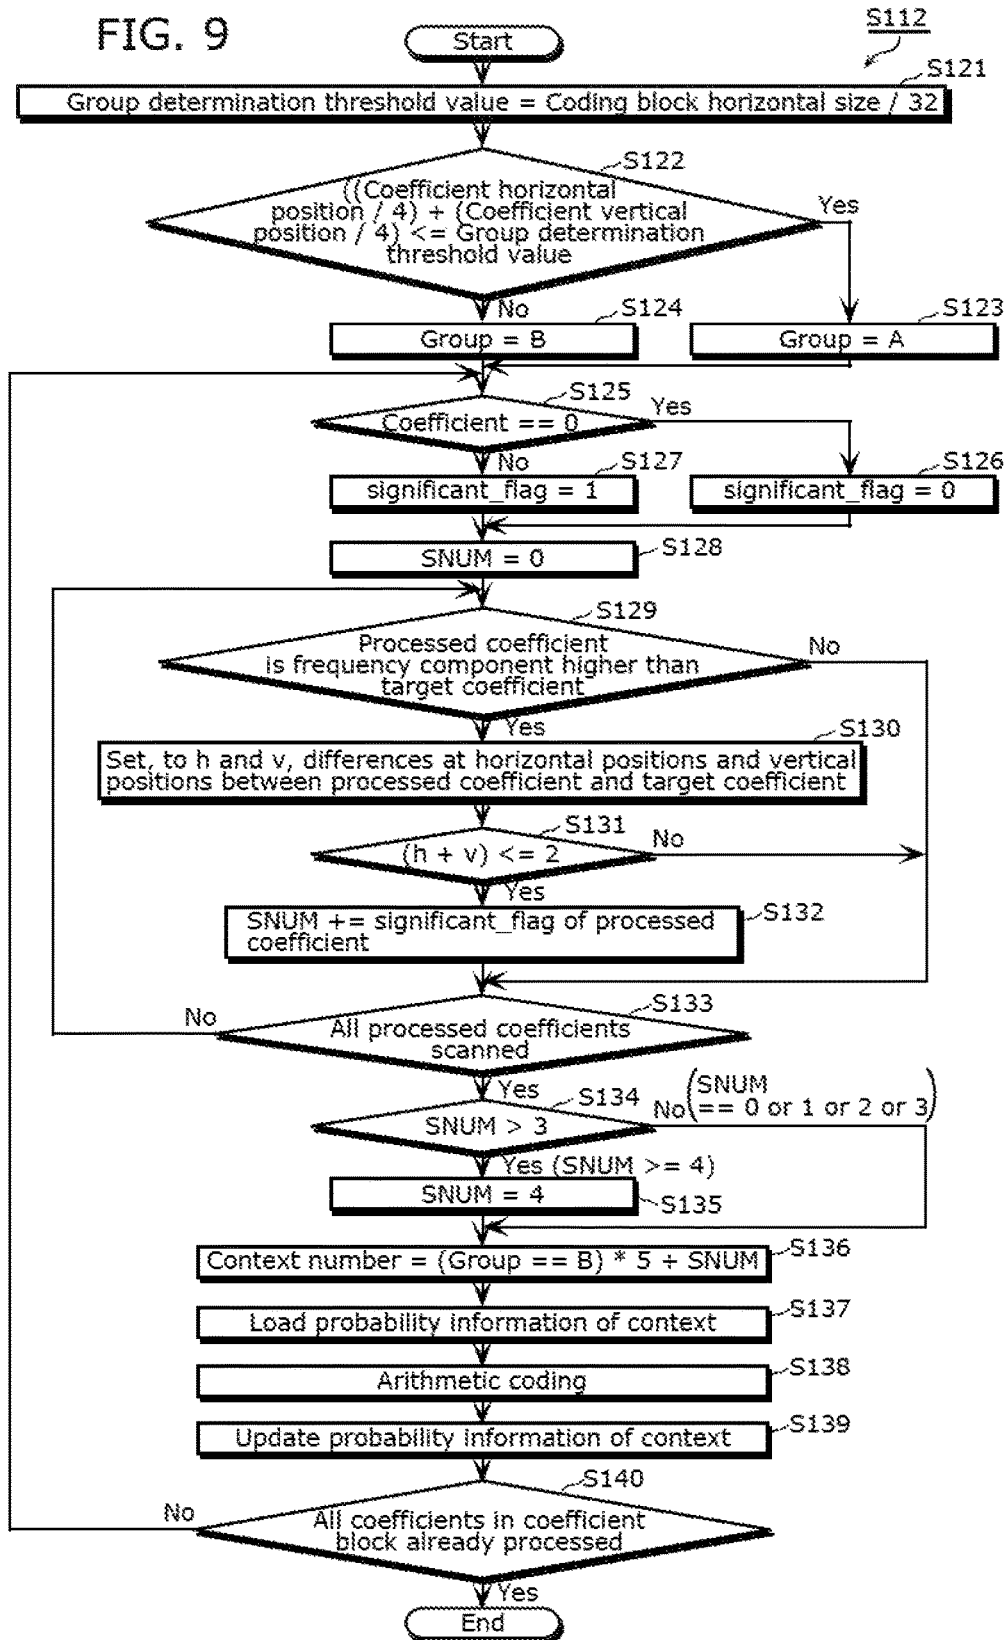 FIG. 9
S112
Start
S121
Group determination threshold value = Coding block horizontal size / 32
S122
((Coefficient horizontal
position / 4) + (Coefficient vertical
position / 4) <= Group determination
threshold value
Yes
No
S124
Group = B
S123
Group = A
S125
Coefficient == 0
Yes
No
S127
significant_flag = 1
S126
significant_flag = 0
S128
SNUM = 0
S129
Processed coefficient
is frequency component higher than
target coefficient
No
Yes
S130
Set, to h and v, differences at horizontal positions and vertical
positions between processed coefficient and target coefficient
S131
(h + v) <= 2
No
Yes
S132
SNUM += significant_flag of processed
coefficient
S133
All processed coefficients
scanned
No
Yes
S134
SNUM > 3
No (SNUM
== 0 or 1 or 2 or 3)
Yes (SNUM >= 4)
SNUM = 4
S135
S136
Context number = (Group == B) * 5 + SNUM
S137
Load probability information of context
S138
Arithmetic coding
S139
Update probability information of context
S140
All coefficients in coefficient
block already processed
No
Yes
End